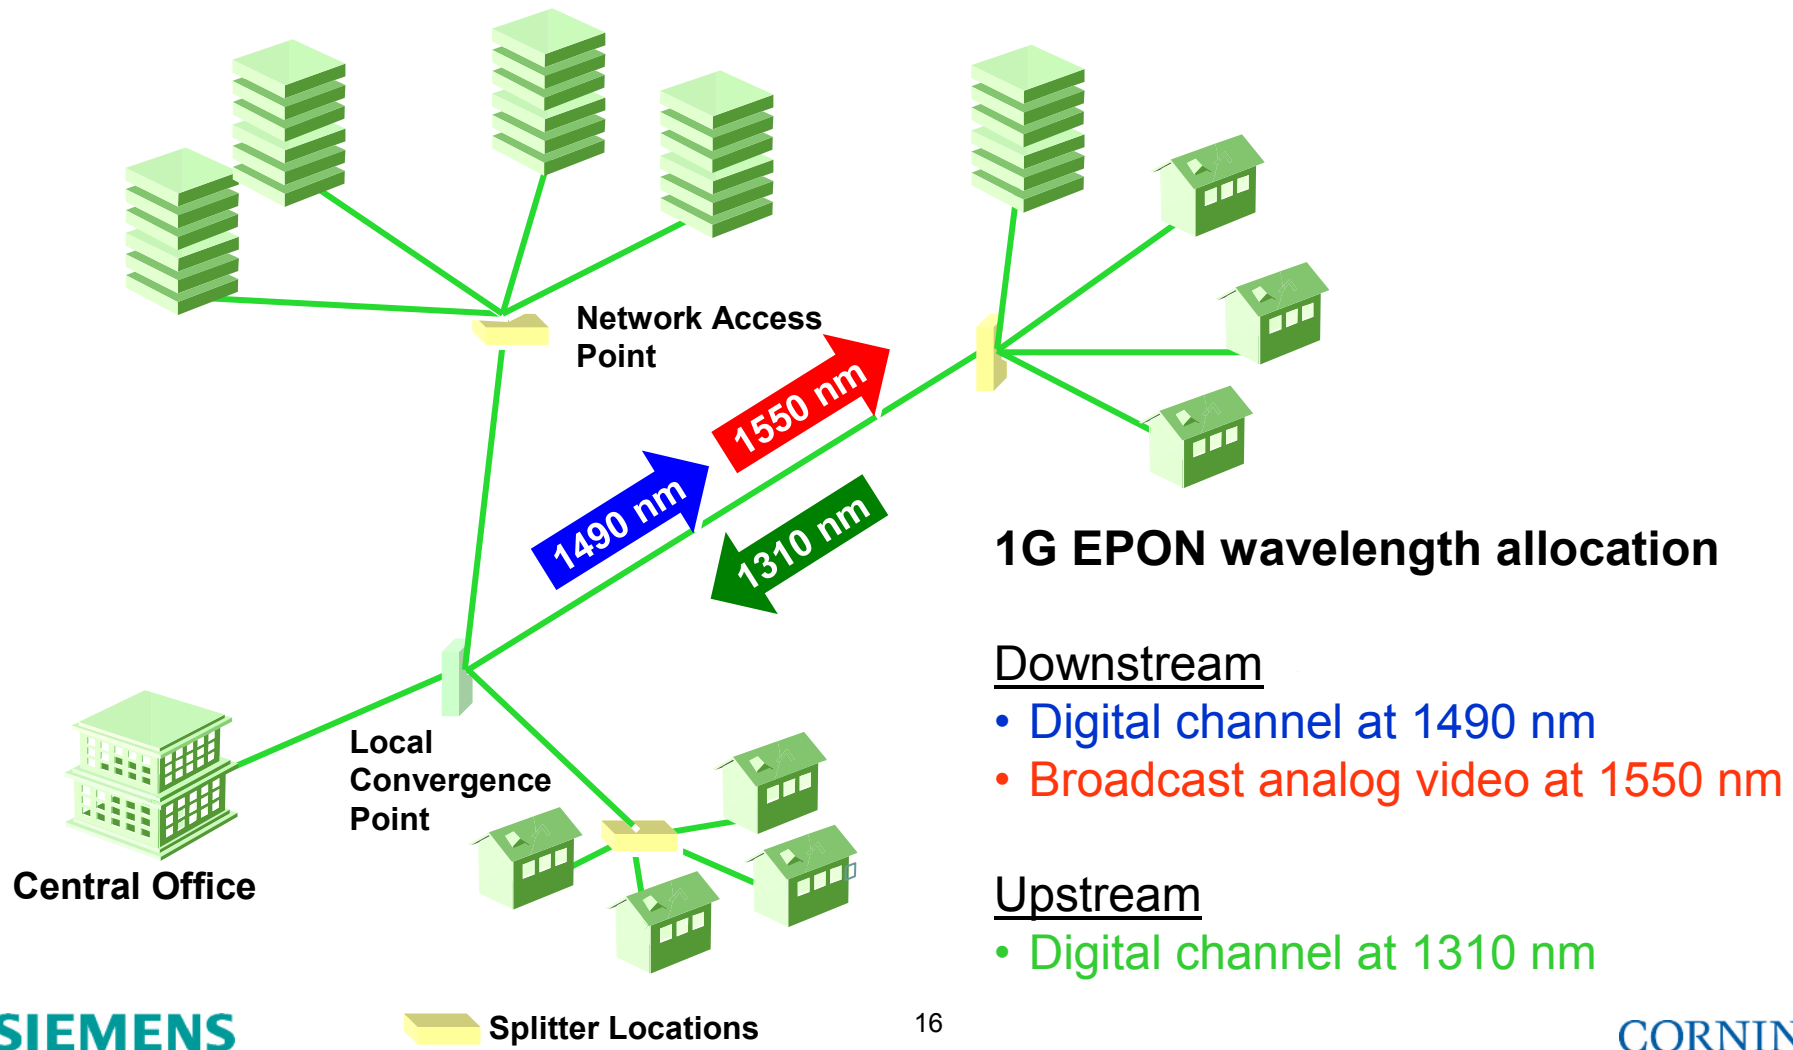 Network Access
Point
1550 nm
1490 nm
1310 nm
1G EPON wavelength allocation
Downstream
• Digital channel at 1490 nm
• Broadcast analog video at 1550 nm
Local
Convergence
Point
Central Office
Upstream
• Digital channel at 1310 nm
SIEMENS
Splitter Locations
16
CORNIN